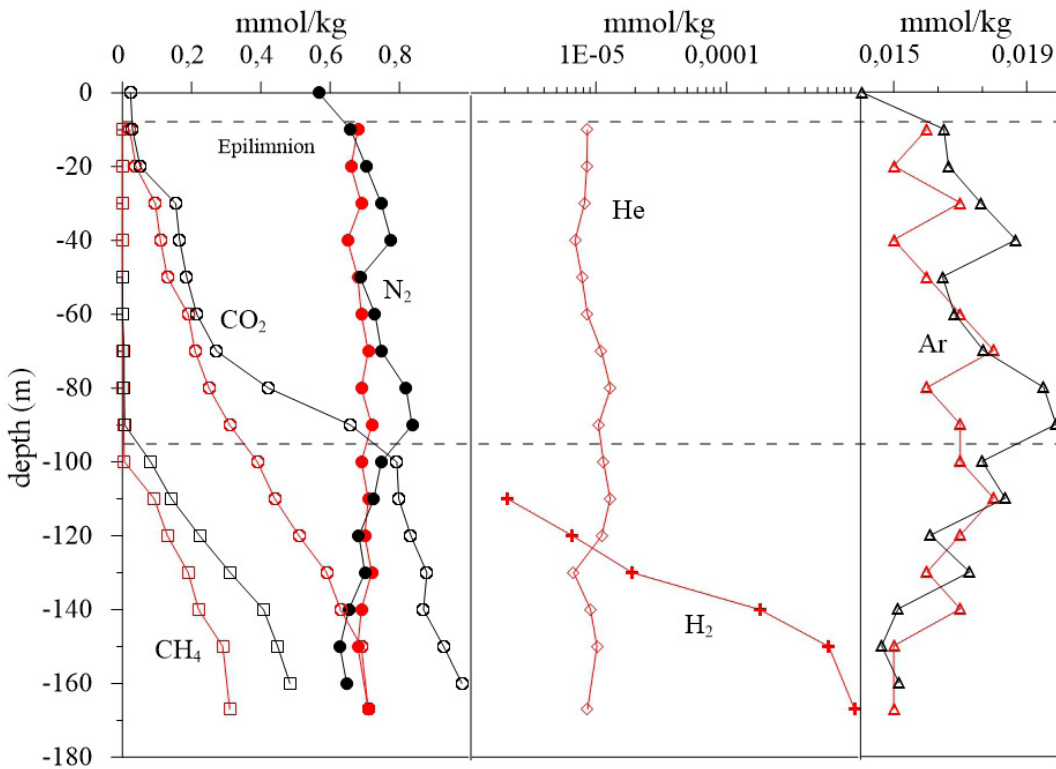 mmol/kg mmol/kg mmol/kg
0 0,2 0,4 0,6 0,8 1E-05 0,0001 0,015 0,019
0
Epilimnion
-20
He
-40
N₂
-60
CO₂
Ar
-80
depth (m)
-100
-120
-140
H₂
CH₄
-160
-180